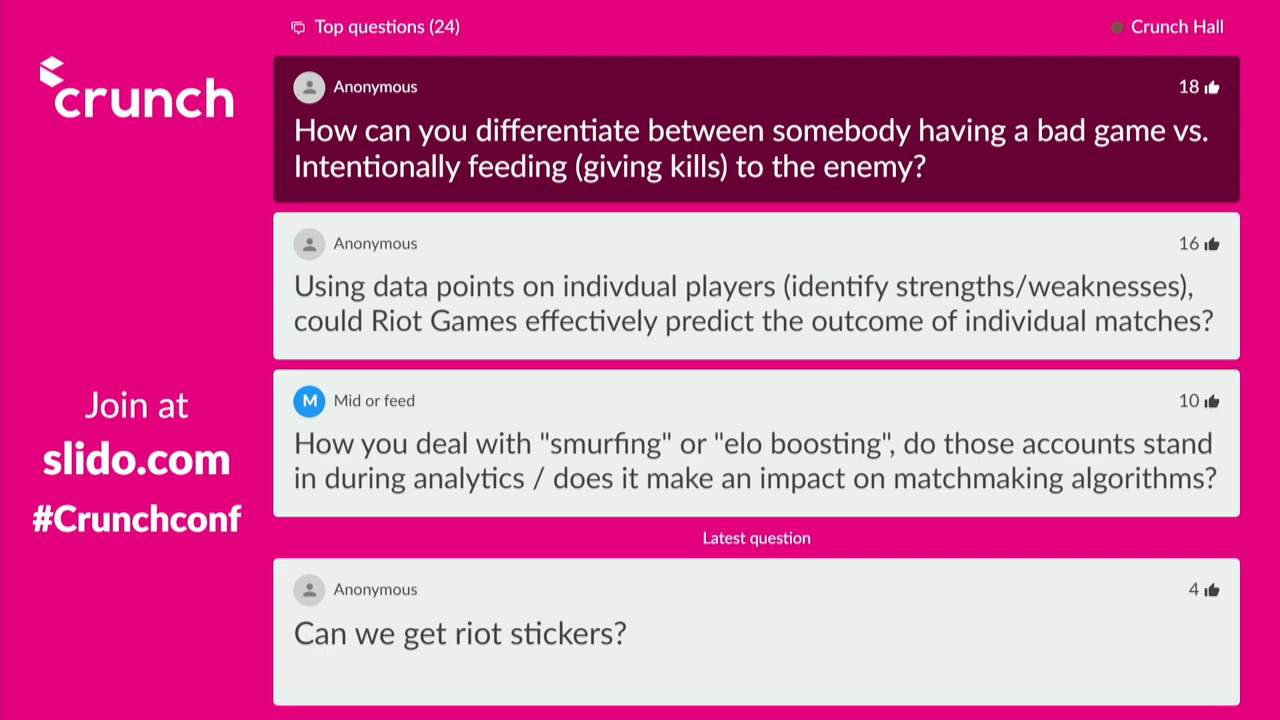 Top questions (24)
Crunch Hall
crunch
Anonymous
18
How can you differentiate between somebody having a bad game vs.
Intentionally feeding (giving kills) to the enemy?
Anonymous
16
Using data points on indivdual players (identify strengths/weaknesses),
could Riot Games effectively predict the outcome of individual matches?
M
Mid or feed
10
How you deal with "smurfing" or "elo boosting", do those accounts stand
in during analytics / does it make an impact on matchmaking algorithms?
Join at
slido.com
#Crunchconf
Latest question
Anonymous
4
Can we get riot stickers?